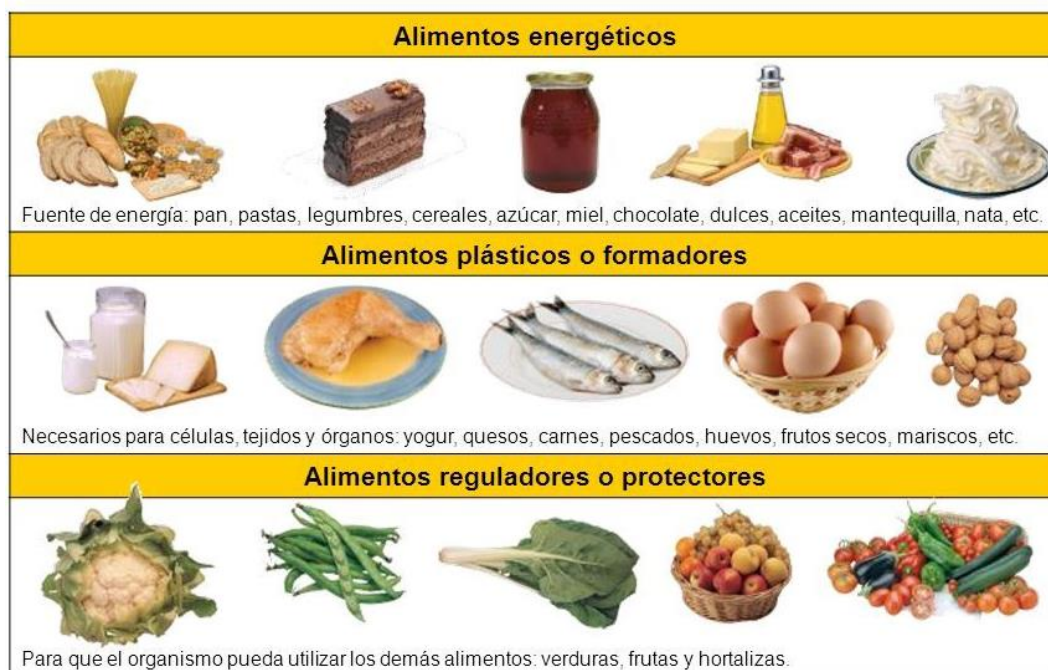 Alimentos energéticos
Fuente de energía: pan, pastas, legumbres, cereales, azúcar, miel, chocolate, dulces, aceites, mantequilla, nata, etc.
Alimentos plásticos o formadores
Necesarios para células, tejidos y órganos: yogur, quesos, carnes, pescados, huevos, frutos secos, mariscos, etc.
Alimentos reguladores o protectores
Para que el organismo pueda utilizar los demás alimentos: verduras, frutas y hortalizas.